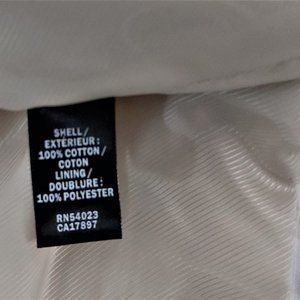 SHELL/
EXTÉRIEUR:
100% COTTON/
COTON
LINING/
DOUBLURE:
100% POLYESTER
RN54023
CA17897